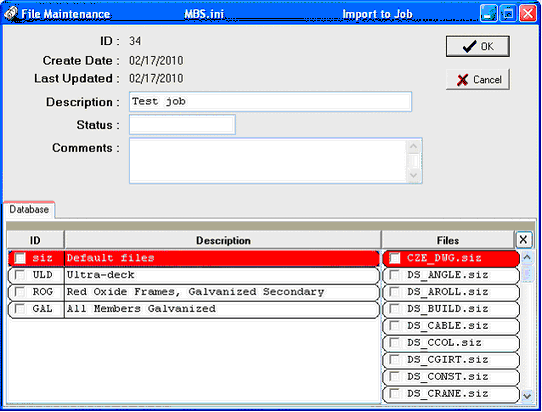 File Maintenance MBS.ini Import to Job
ID : 34
OK
Create Date : 02/17/2010
Last Updated : 02/17/2010
Cancel
Description : Test job
Status :
Comments :
Database
ID Description Files X
siz Default files CZE_DWG.siz
ULD Ultra-deck DS_ANGLE.siz
ROG Red Oxide Frames, Galvanized Secondary DS_AROLL.siz
GAL All Members Galvanized DS_BUILD.siz
DS_CABLE.siz
DS_CCOL.siz
DS_CGIRT.siz
DS_CONST.siz
DS_CRANE.siz